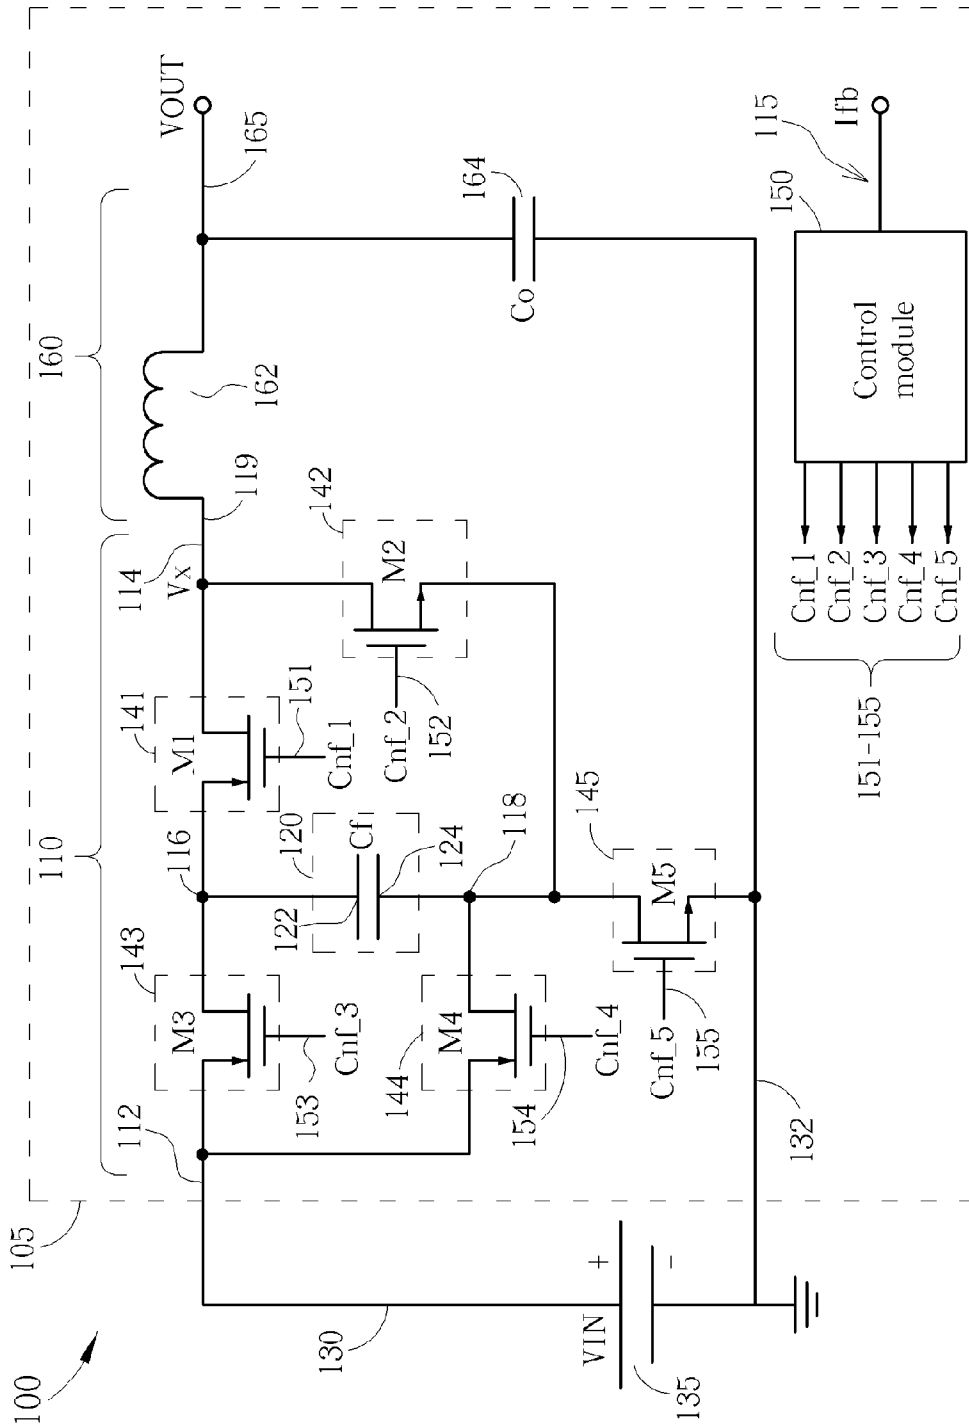 100
105
110
160
112
143
M3
153
Cnf_3
116
141
M1
151
Cnf_1
114
Vx
119
162
VOUT
165
142
M2
Cnf_2
152
120
Cf
122
124
118
144
M4
154
Cnf_4
145
M5
Cnf_5
155
Co
164
130
VIN
+
-
135
132
115
Ifb
150
Control
module
Cnf_1
Cnf_2
Cnf_3
Cnf_4
Cnf_5
151-155